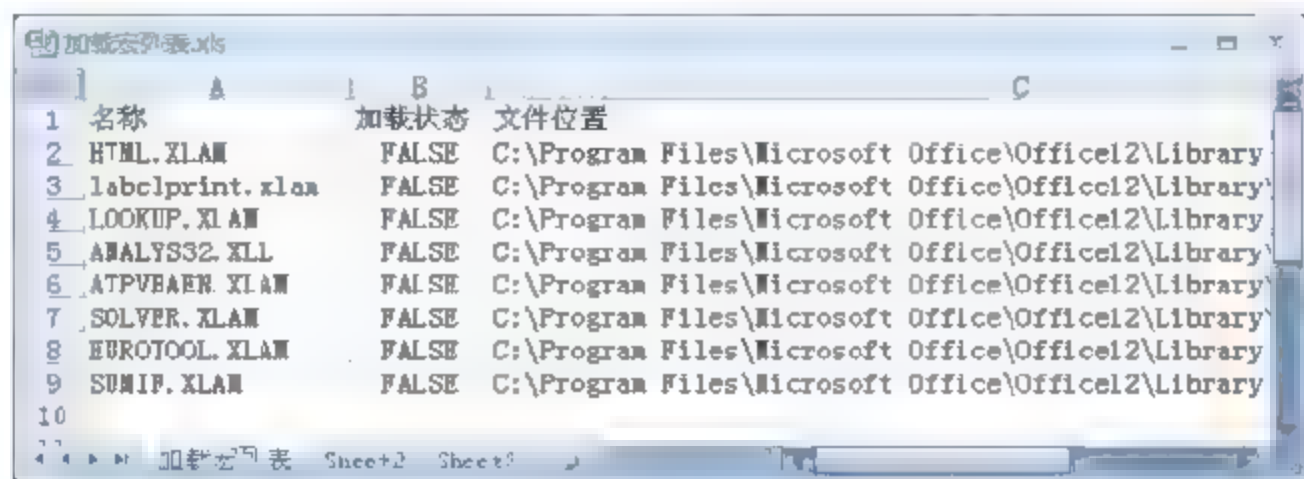 加载宏列表.xls
A B C
1 名称 加载状态 文件位置
2 HTML.XLAM FALSE C:\Program Files\Microsoft Office\Office12\Library
3 labelprint.xlam FALSE C:\Program Files\Microsoft Office\Office12\Library\
4 LOOKUP.XLAM FALSE C:\Program Files\Microsoft Office\Office12\Library
5 ANALYS32.XLL FALSE C:\Program Files\Microsoft Office\Office12\Library\
6 ATPVBAEN.XLAM FALSE C:\Program Files\Microsoft Office\Office12\Library\
7 SOLVER.XLAM FALSE C:\Program Files\Microsoft Office\Office12\Library\
8 EUROTOOL.XLAM FALSE C:\Program Files\Microsoft Office\Office12\Library
9 SUMIF.XLAM FALSE C:\Program Files\Microsoft Office\Office12\Library
10
加载宏列表 Sheet2 Sheet3